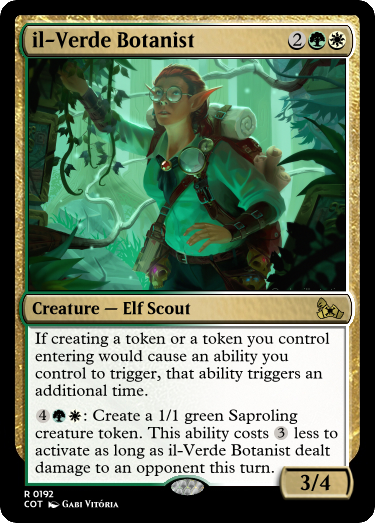 il-Verde Botanist 2
Creature — Elf Scout
If creating a token or a token you control
entering would cause an ability you
control to trigger, that ability triggers an
additional time.
4: Create a 1/1 green Saproling
creature token. This ability costs 3 less to
activate as long as il-Verde Botanist dealt
damage to an opponent this turn.
3/4
R 0192
COT Gabi Vitória